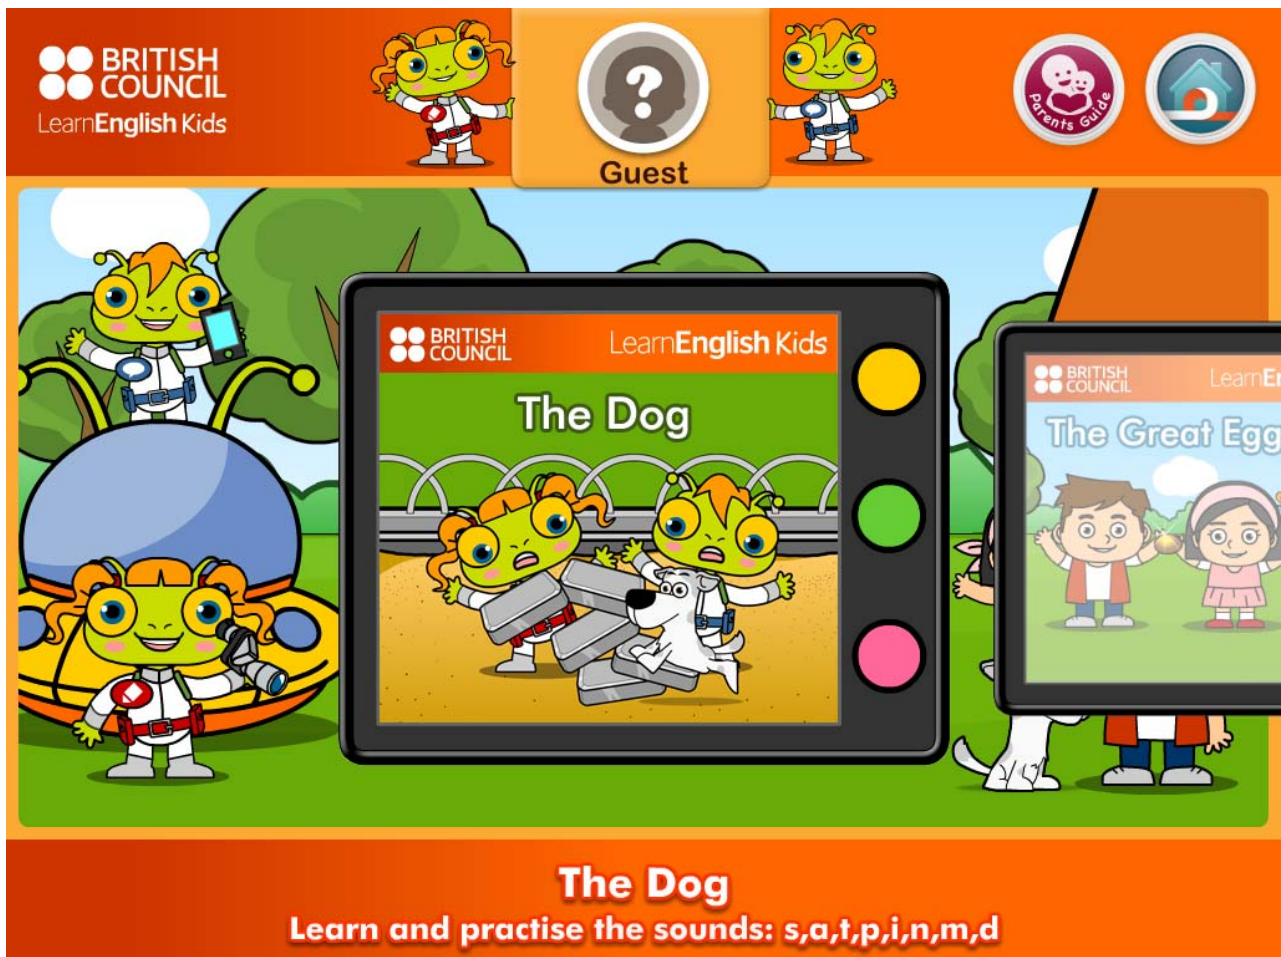 BRITISH
COUNCIL
LearnEnglish Kids
?
Guest
Parents Guide
BRITISH
COUNCIL
LearnEnglish Kids
The Dog
BRITISH
COUNCIL
LearnEn
The Great Egg
The Dog
Learn and practise the sounds: s,a,t,p,i,n,m,d